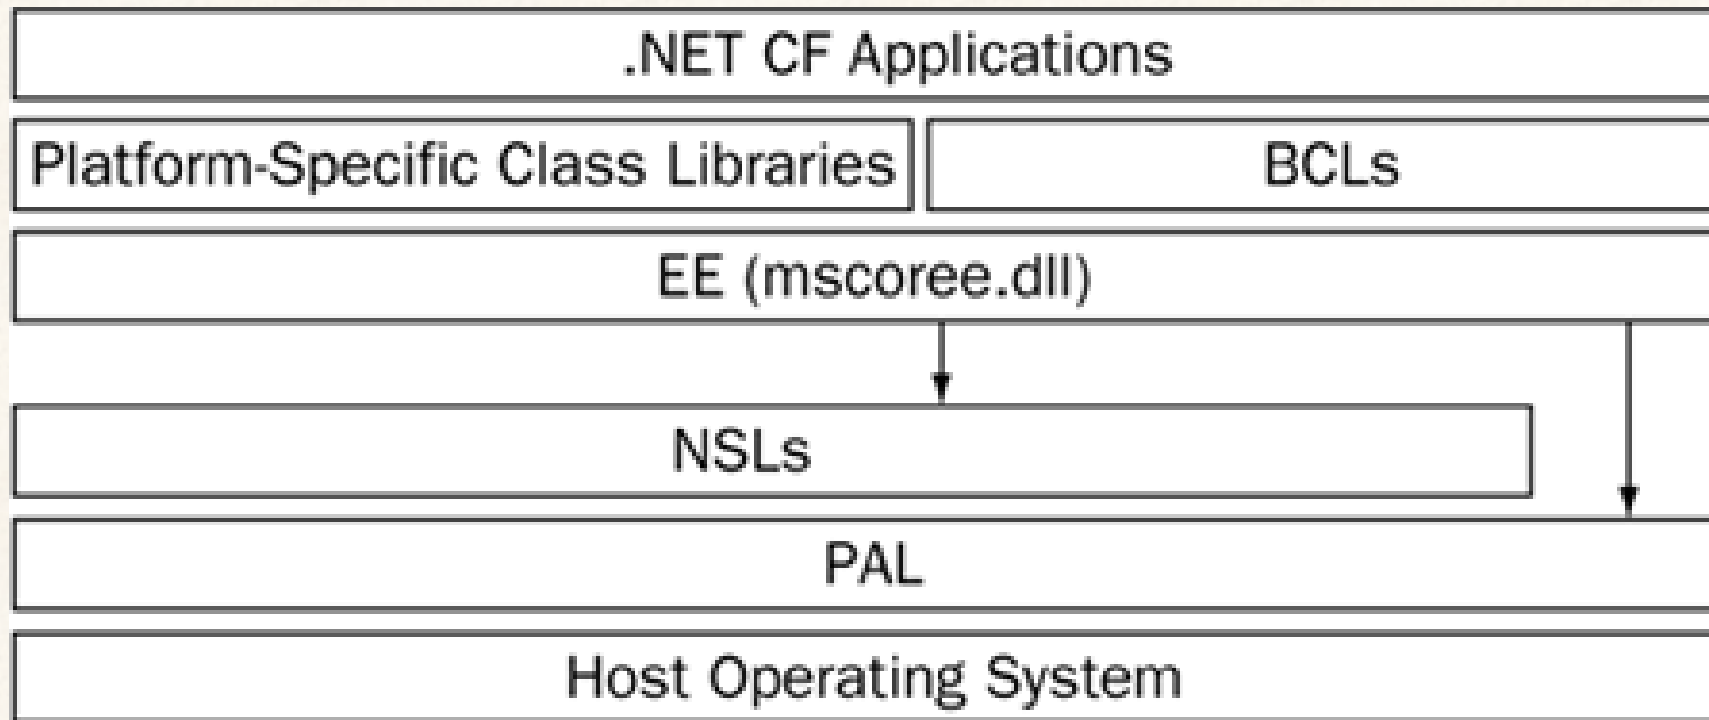 .NET CF Applications
Platform-Specific Class Libraries
BCLs
EE (mscoree.dll)
NSLs
PAL
Host Operating System